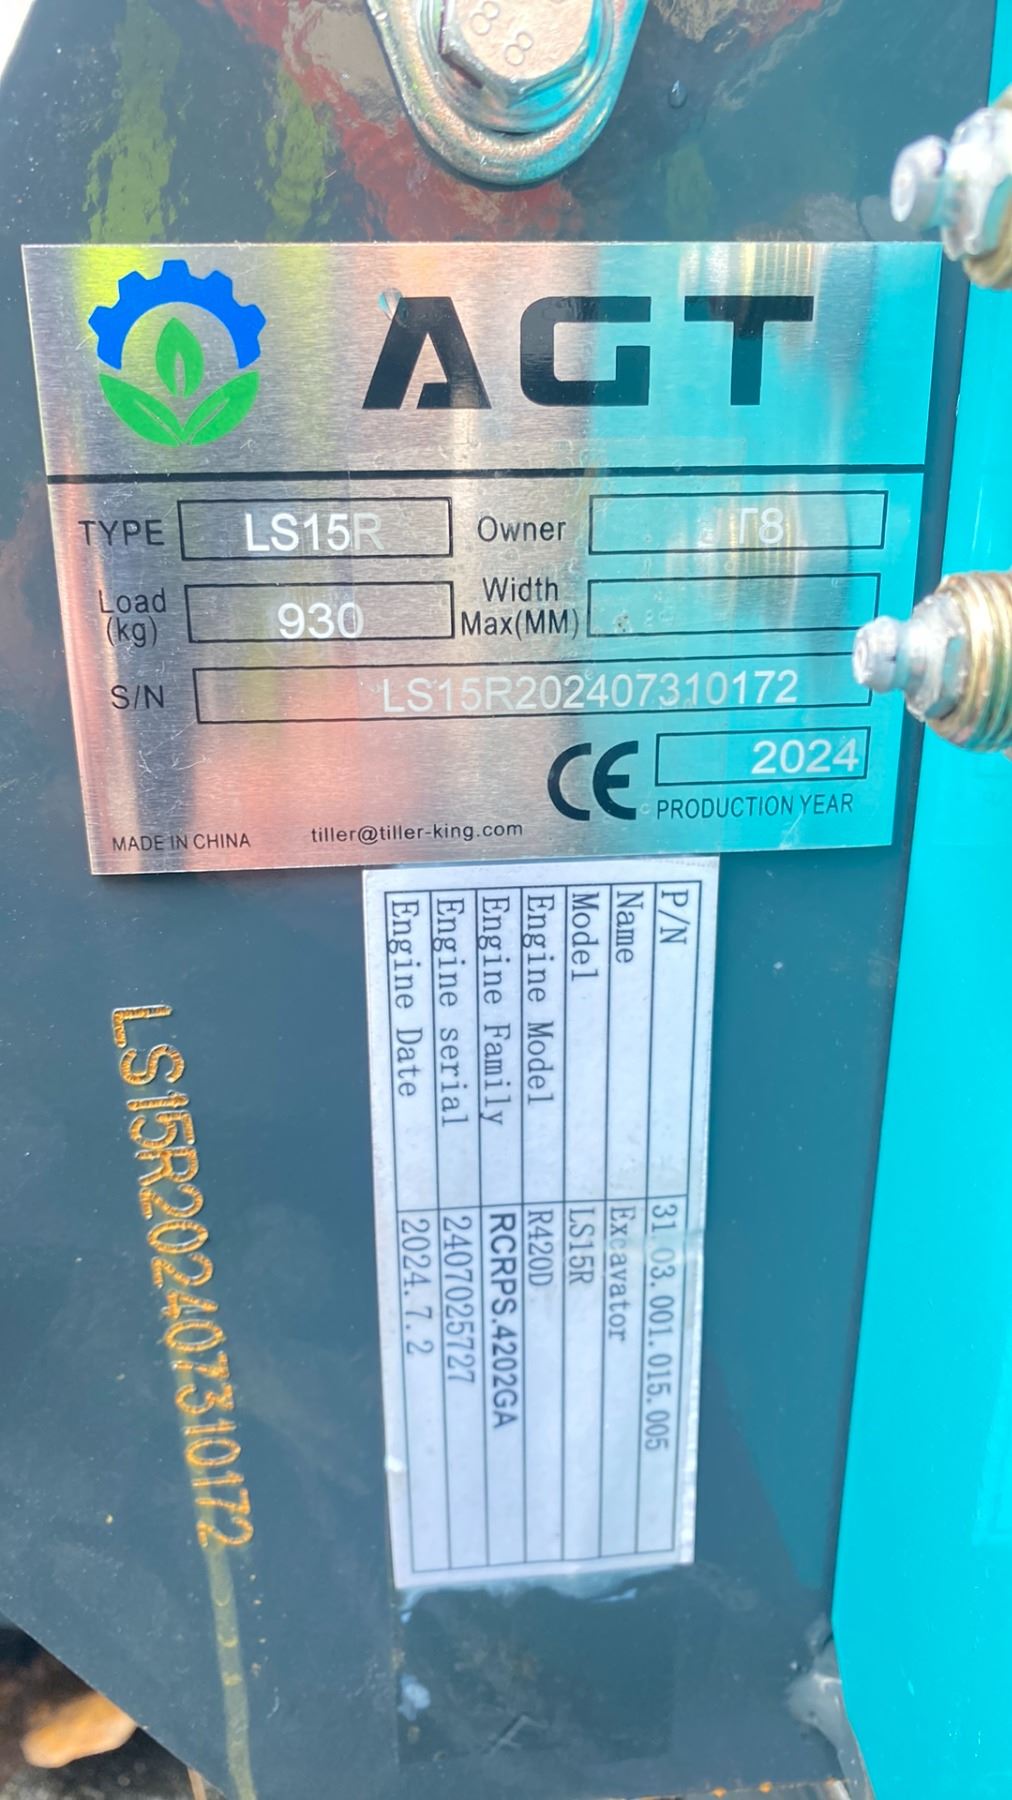 88
AGT
TYPE LS15R Owner T8
Load (kg) 930 Width Max(MM)
S/N LS15R202407310172
CE 2024
PRODUCTION YEAR
MADE IN CHINA tiller@tiller-king.com
P/N 31.03.001.015.005
Name Excavator
Model LS15R
Engine Model R420D
Engine Family RCRPS.4202GA
Engine serial 2407025727
Engine Date 2024.7.2
LS15R202407310172